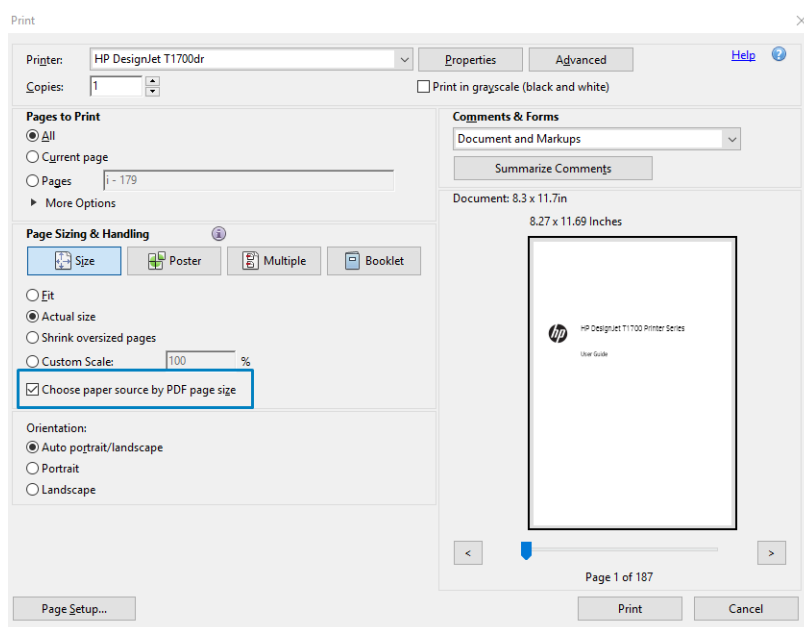 Print
Printer: HP DesignJet T1700dr Properties Advanced Help ?
Copies: 1 Print in grayscale (black and white)
Pages to Print
All
Current page
Pages i - 179
More Options
Page Sizing & Handling i
Size Poster Multiple Booklet
Fit
Actual size
Shrink oversized pages
Custom Scale: 100 %
Choose paper source by PDF page size
Orientation:
Auto portrait/landscape
Portrait
Landscape
Comments & Forms
Document and Markups
Summarize Comments
Document: 8.3 x 11.7in
8.27 x 11.69 Inches
hp
HP DesignJet T1700 Printer Series
User Guide
< >
Page 1 of 187
Page Setup... Print Cancel